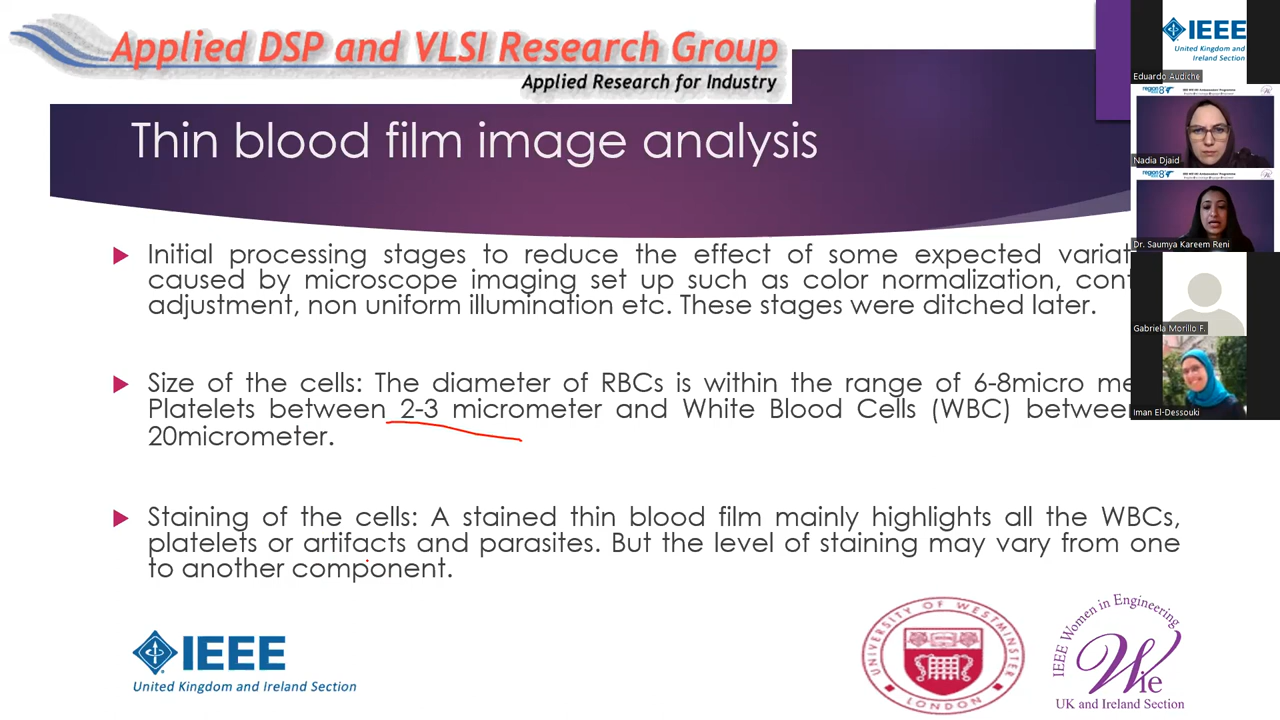 Applied DSP and VLSI Research Group
Applied Research for Industry
Thin blood film image analysis
Initial processing stages to reduce the effect of some expected variat
caused by microscope imaging set up such as color normalization, cont
adjustment, non uniform illumination etc. These stages were ditched later.
Size of the cells: The diameter of RBCs is within the range of 6-8micro me
Platelets between 2-3 micrometer and White Blood Cells (WBC) between
20micrometer.
Staining of the cells: A stained thin blood film mainly highlights all the WBCs,
platelets or artifacts and parasites. But the level of staining may vary from one
to another component.
IEEE
United Kingdom and Ireland Section
UNIVERSITY OF WESTMINSTER
LONDON
IEEE Women in Engineering
Wie
UK and Ireland Section
IEEE
United Kingdom and
Ireland Section
Eduardo Audiche
region 8
Nadia Djaid
region 8
Dr. Saumya Kareem Reni
Gabriela Morillo F.
Iman El-Dessouki